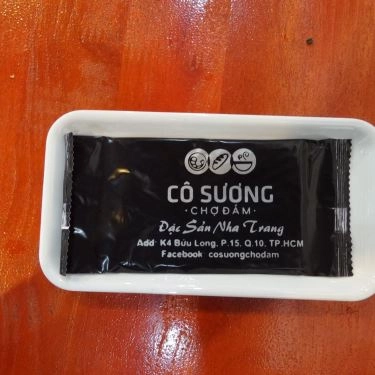 CÔ SƯƠNG
· CHỢ ĐẦM ·
Đặc Sản Nha Trang
Add: K4 Bửu Long, P.15, Q.10, TP.HCM
Facebook cosuongchodam